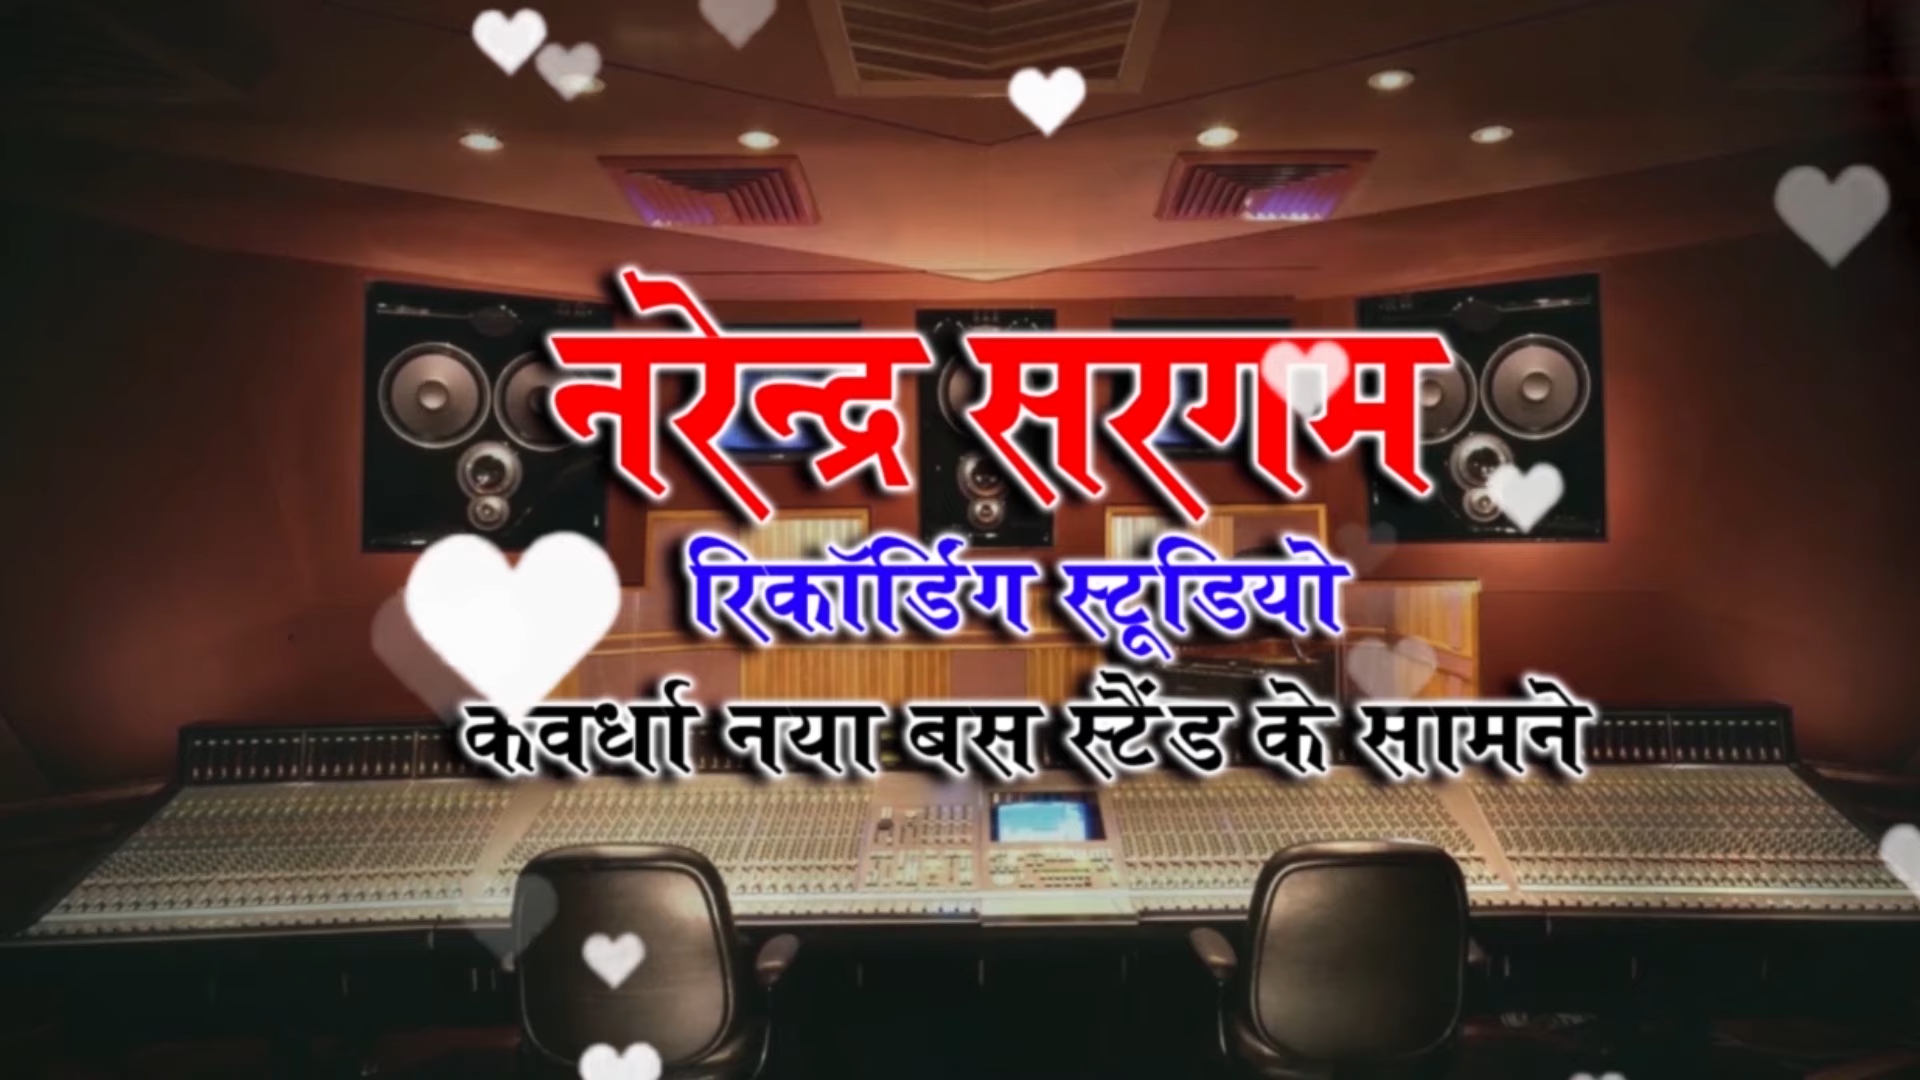 नरेन्द्र सरगम
रिकॉर्डिग स्टूडियो
कवर्धा नया बस स्टैंड के सामने